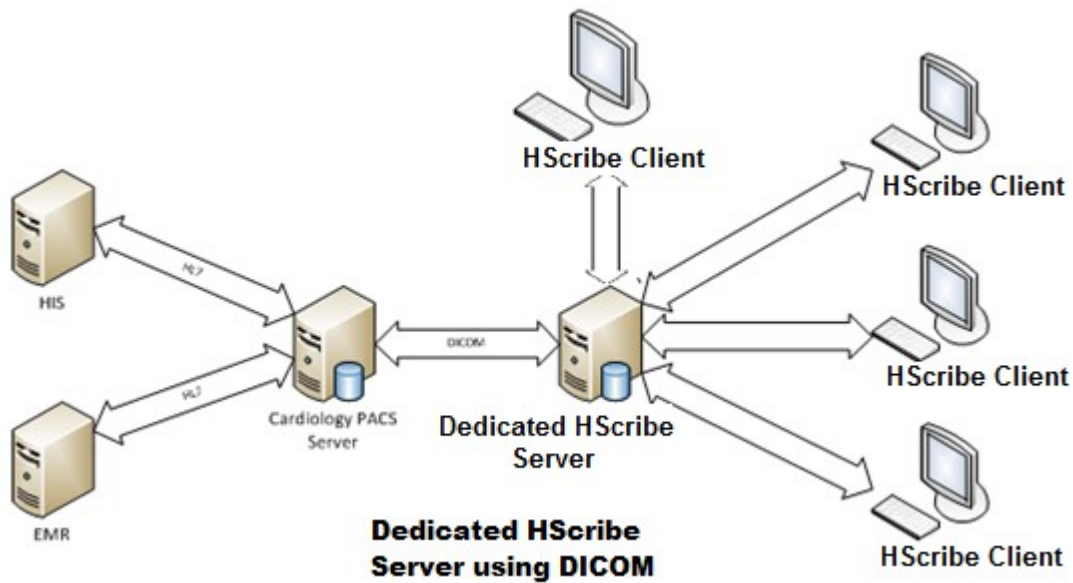 HScribe Client
HScribe Client
HL7
HIS
DICOM
HScribe Client
HL7
Cardiology PACS
Server
Dedicated HScribe
Server
EMR
Dedicated HScribe
Server using DICOM
HScribe Client